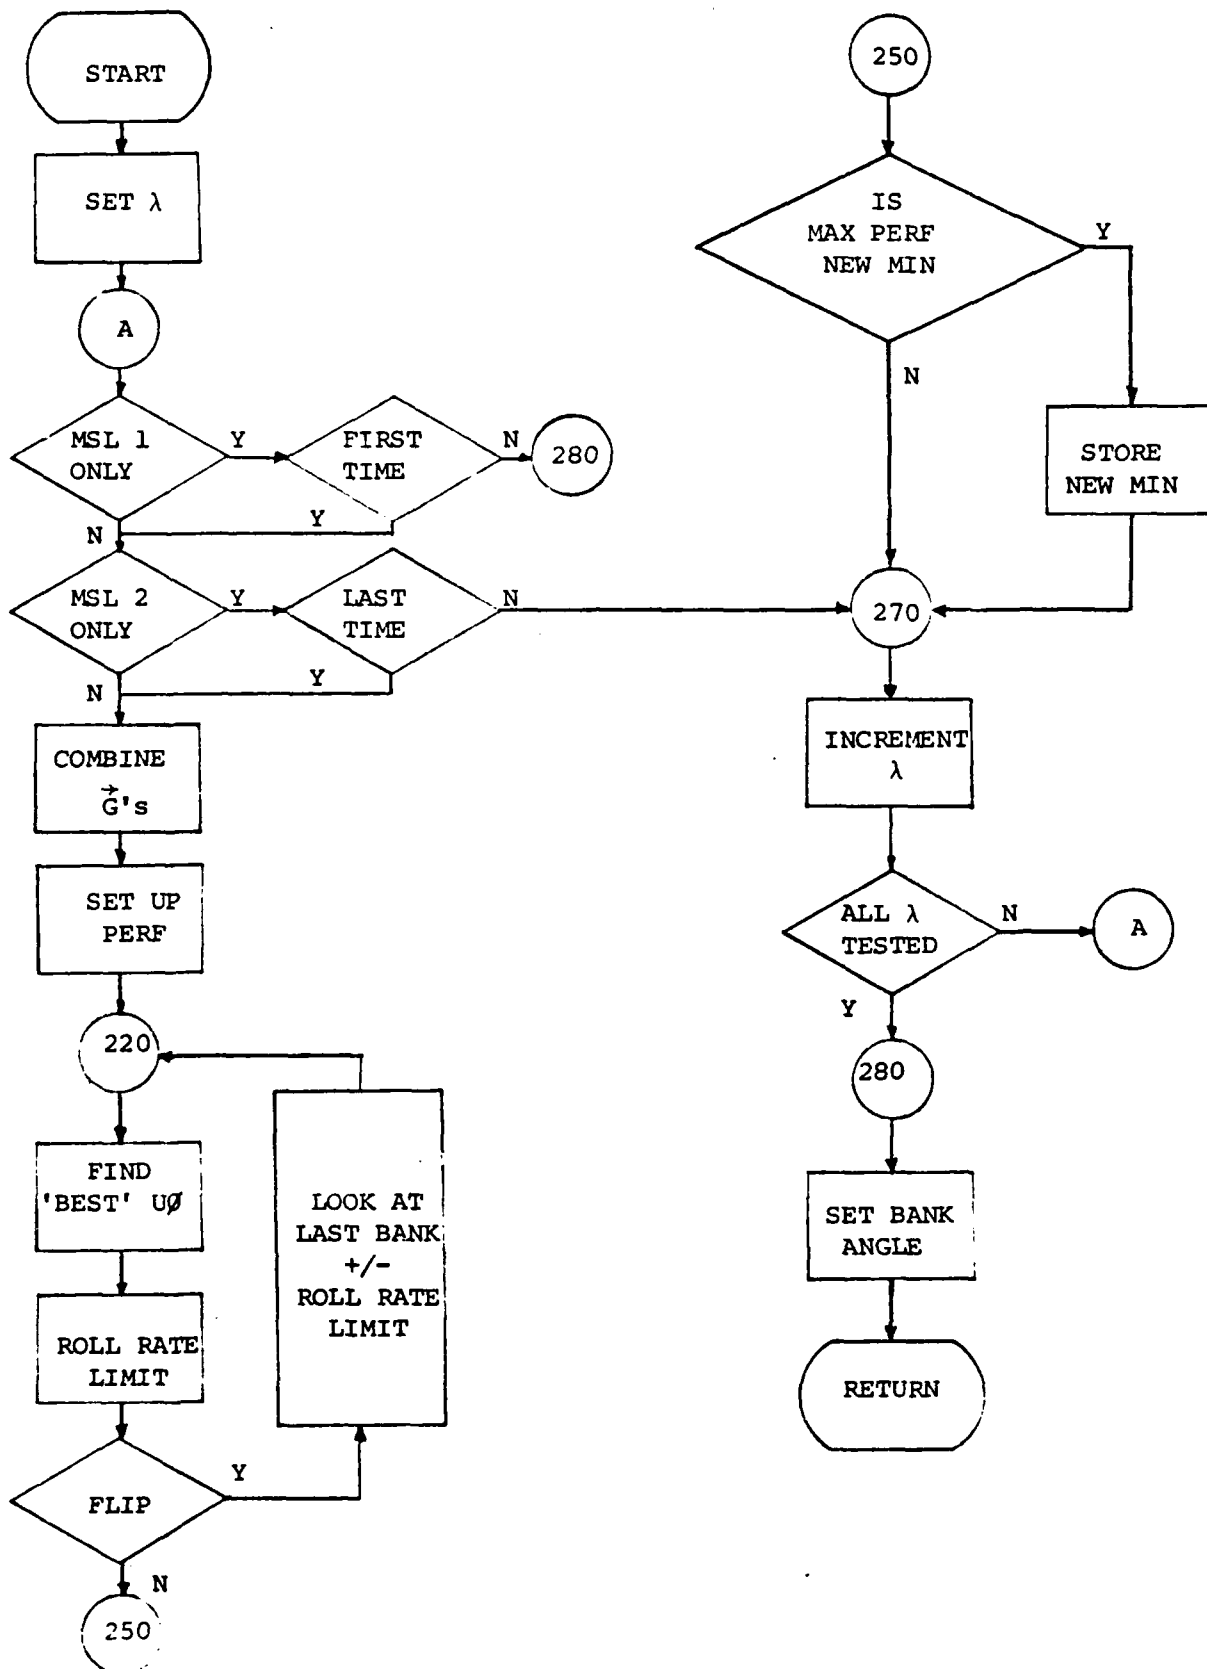 START
SET λ
A
MSL 1
ONLY
Y
FIRST
TIME
N
280
N
Y
MSL 2
ONLY
Y
LAST
TIME
N
N
Y
COMBINE
G⃗'s
SET UP
PERF
220
FIND
'BEST' UØ
ROLL RATE
LIMIT
LOOK AT
LAST BANK
+/-
ROLL RATE
LIMIT
FLIP
Y
N
250
250
IS
MAX PERF
NEW MIN
Y
N
STORE
NEW MIN
270
INCREMENT
λ
ALL λ
TESTED
N
A
Y
280
SET BANK
ANGLE
RETURN